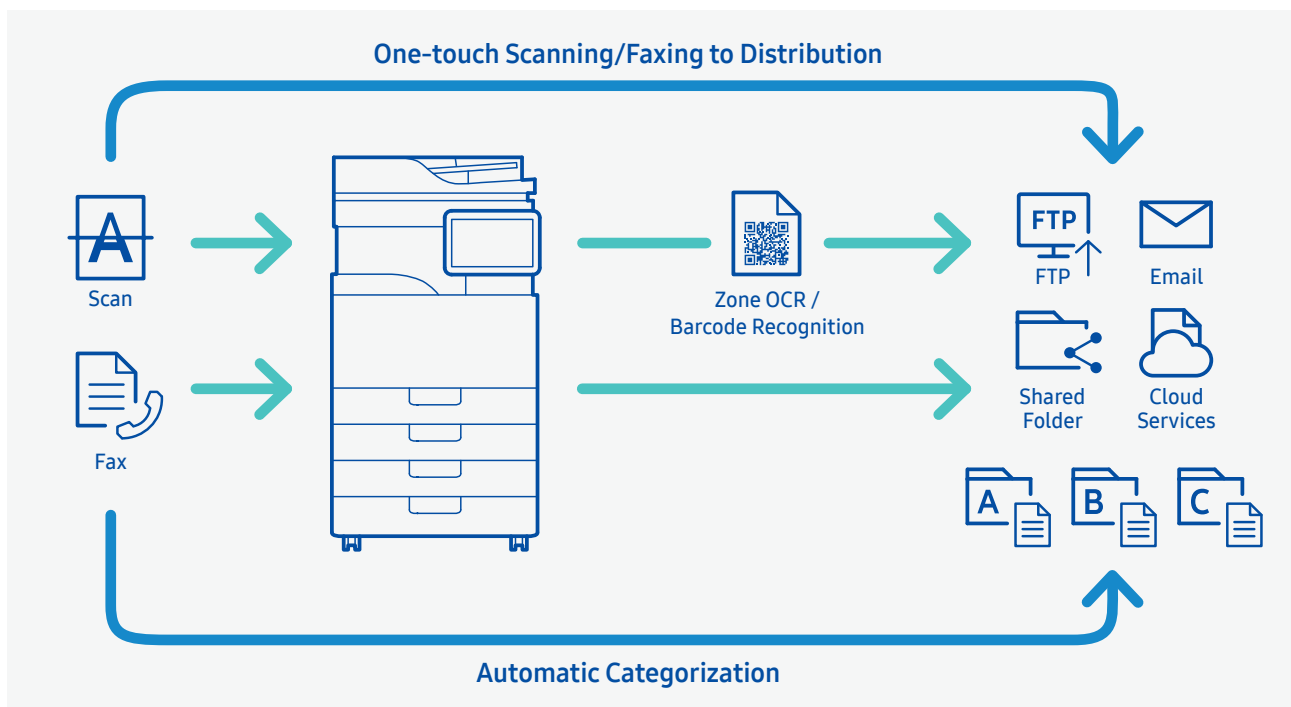 One-touch Scanning/Faxing to Distribution
A
Scan
Fax
Zone OCR /
Barcode Recognition
FTP
FTP
Email
Shared
Folder
Cloud
Services
A
B
C
Automatic Categorization